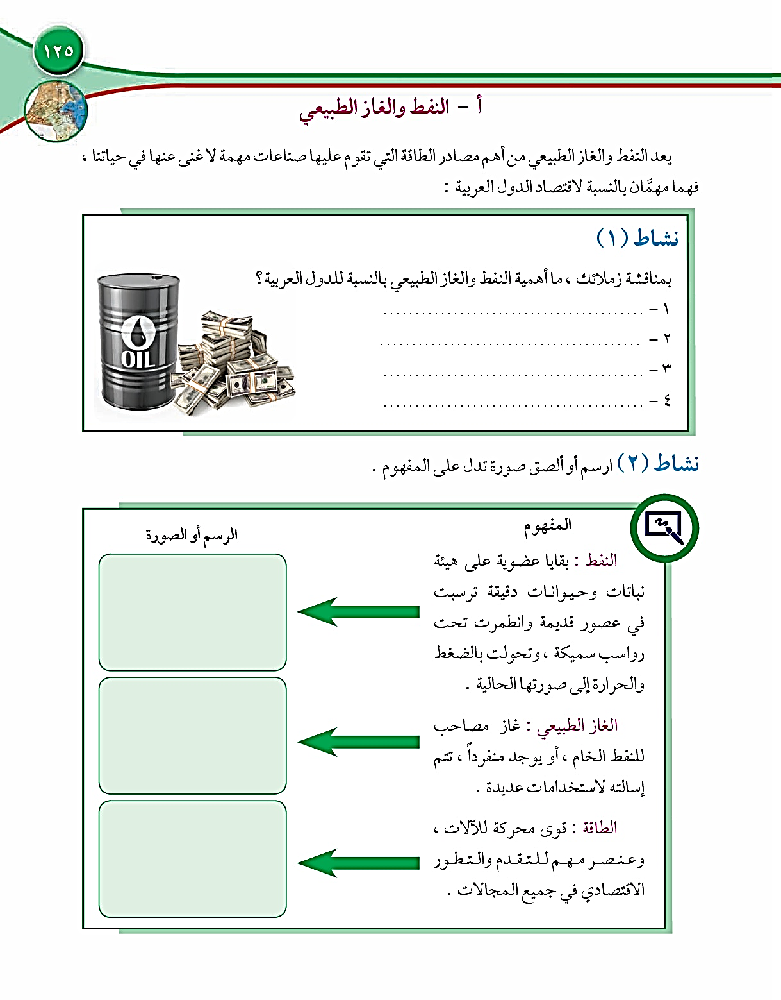 ١٢٥
أ - النفط والغاز الطبيعي
يعد النفط والغاز الطبيعي من أهم مصادر الطاقة التي تقوم عليها صناعات مهمة لا غنى عنها في حياتنا ،
فهما مهمَّان بالنسبة لاقتصاد الدول العربية :
نشاط (١)
بمناقشة زملائك ، ما أهمية النفط والغاز الطبيعي بالنسبة للدول العربية؟
١ - .........................................
٢ - .........................................
٣ - .........................................
٤ - .........................................
OIL
نشاط (٢) ارسم أو ألصق صورة تدل على المفهوم .
المفهوم
الرسم أو الصورة
النفط : بقايا عضوية على هيئة
نباتات وحيوانات دقيقة ترسبت
في عصور قديمة وانطمرت تحت
رواسب سميكة ، وتحولت بالضغط
والحرارة إلى صورتها الحالية .
الغاز الطبيعي : غاز مصاحب
للنفط الخام ، أو يوجد منفرداً ، تتم
إسالته لاستخدامات عديدة .
الطاقة : قوى محركة للآلات ،
وعنصر مهم للتقدم والتطور
الاقتصادي في جميع المجالات .